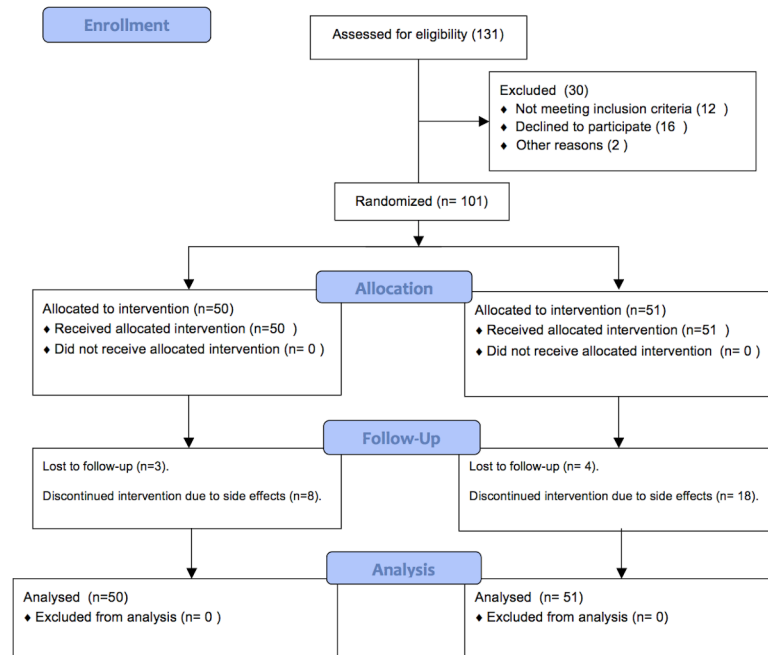 Enrollment
Assessed for eligibility (131)
Excluded (30)
♦ Not meeting inclusion criteria (12 )
♦ Declined to participate (16 )
♦ Other reasons (2 )
Randomized (n= 101)
Allocation
Allocated to intervention (n=50)
♦ Received allocated intervention (n=50 )
♦ Did not receive allocated intervention (n= 0 )
Allocated to intervention (n=51)
♦ Received allocated intervention (n=51 )
♦ Did not receive allocated intervention (n= 0 )
Follow-Up
Lost to follow-up (n=3).
Discontinued intervention due to side effects (n=8).
Lost to follow-up (n= 4).
Discontinued intervention due to side effects (n= 18).
Analysis
Analysed (n=50)
♦ Excluded from analysis (n= 0 )
Analysed (n= 51)
♦ Excluded from analysis (n= 0)